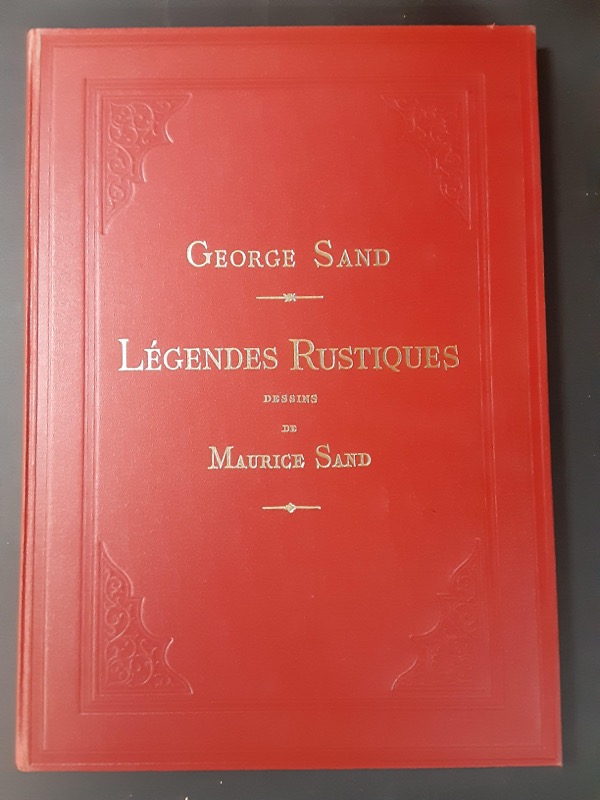 George Sand
Légendes Rustiques
DESSINS
DE
Maurice Sand